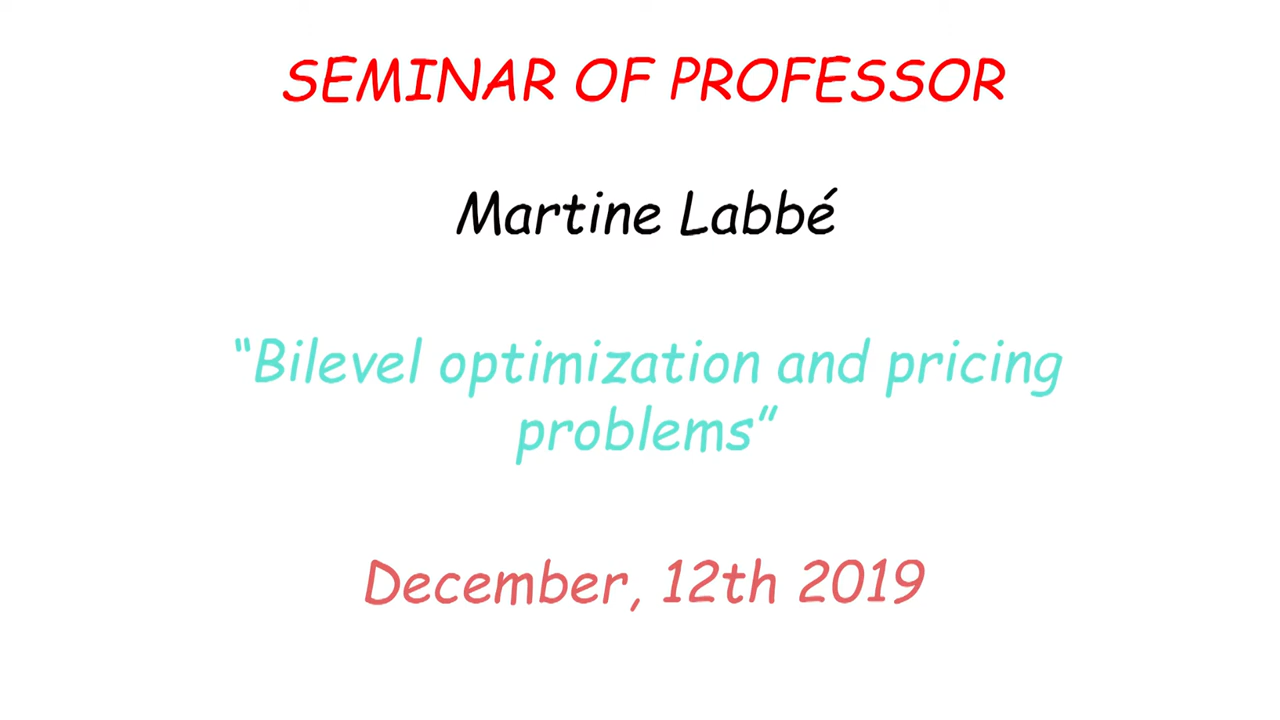 SEMINAR OF PROFESSOR
Martine Labbé
“Bilevel optimization and pricing
problems”
December, 12th 2019